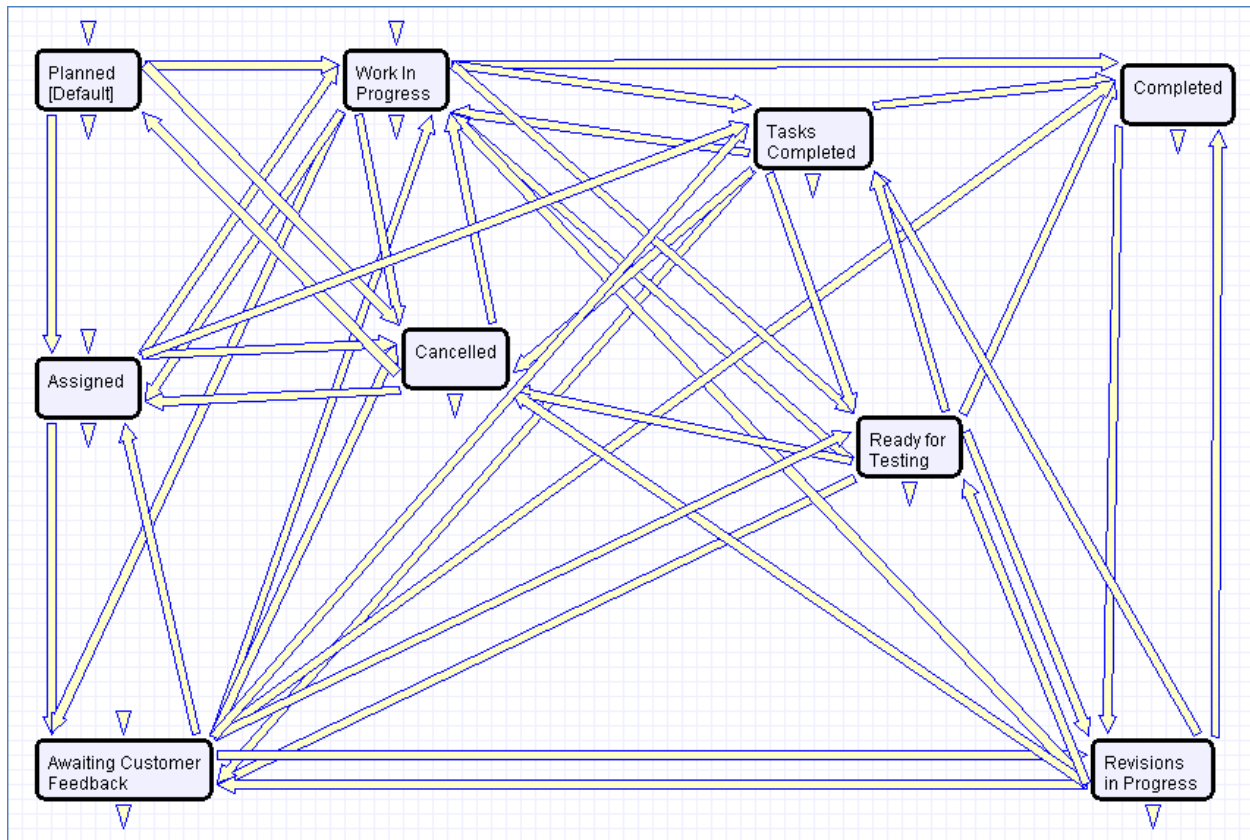 Planned
[Default]
Work In
Progress
Completed
Tasks
Completed
Cancelled
Assigned
Ready for
Testing
Awaiting Customer
Feedback
Revisions
in Progress